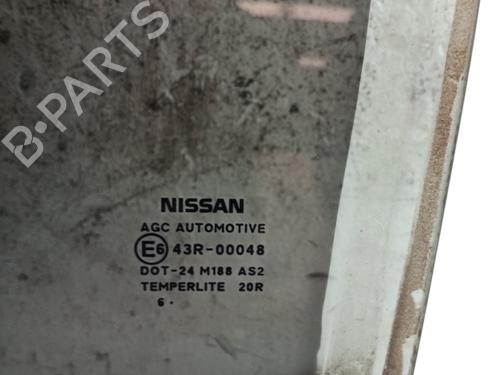 B-PARTS
NISSAN
AGC AUTOMOTIVE
E6 43R-00048
DOT-24 M188 AS2
TEMPERLITE 20R
6 .